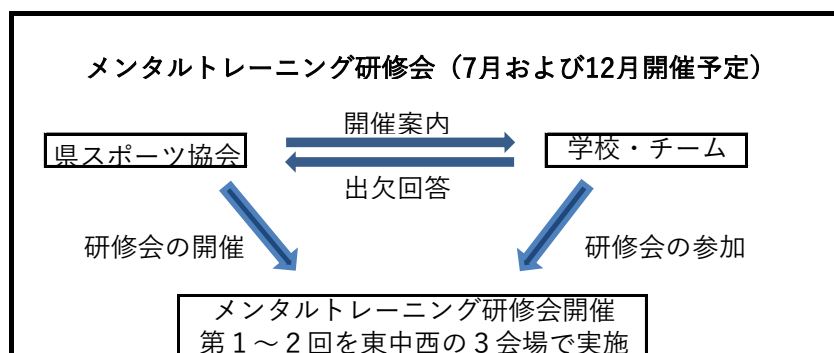 メンタルトレーニング研修会（7月および12月開催予定）
開催案内
県スポーツ協会
学校・チーム
出欠回答
研修会の開催
研修会の参加
メンタルトレーニング研修会開催
第１～２回を東中西の３会場で実施